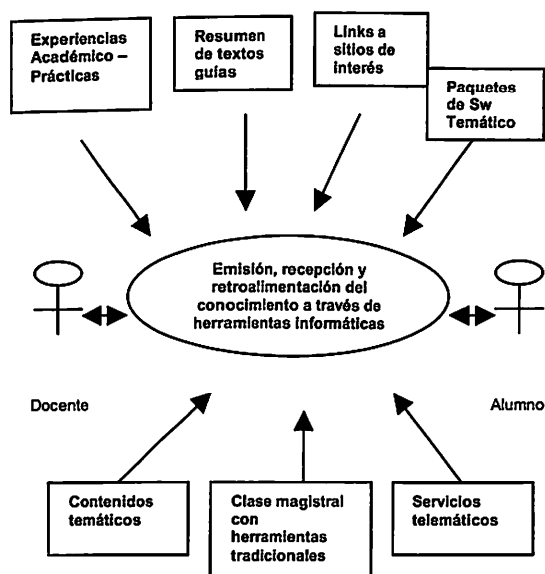 Experiencias
Académico –
Prácticas
Resumen
de textos
guías
Links a
sitios de
interés
Paquetes
de Sw
Temático
Emisión, recepción y
retroalimentación del
conocimiento a través de
herramientas informáticas
Docente
Alumno
Contenidos
temáticos
Clase magistral
con
herramientas
tradicionales
Servicios
telemáticos